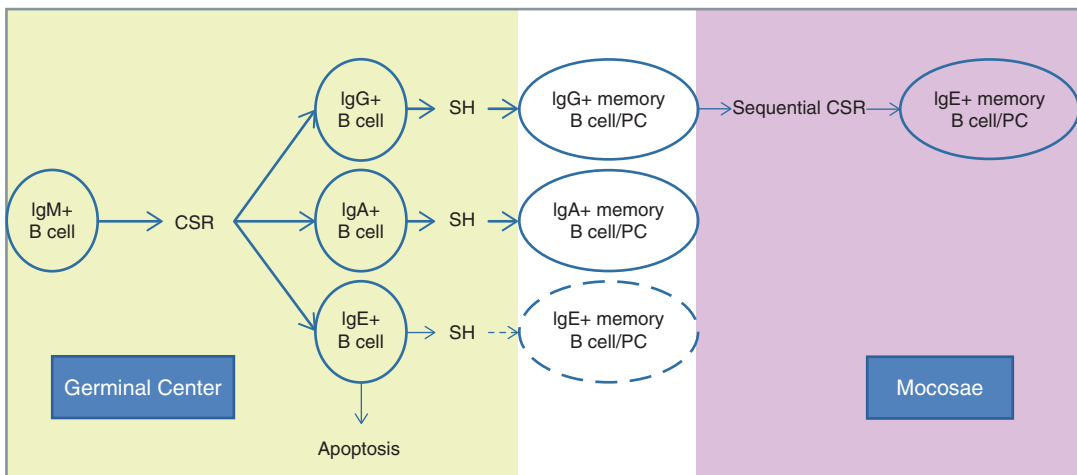 IgG+
B cell
SH
IgG+ memory
B cell/PC
Sequential CSR
IgE+ memory
B cell/PC
IgM+
B cell
CSR
IgA+
B cell
SH
IgA+ memory
B cell/PC
IgE+
B cell
SH
IgE+ memory
B cell/PC
Germinal Center
Mocosae
Apoptosis